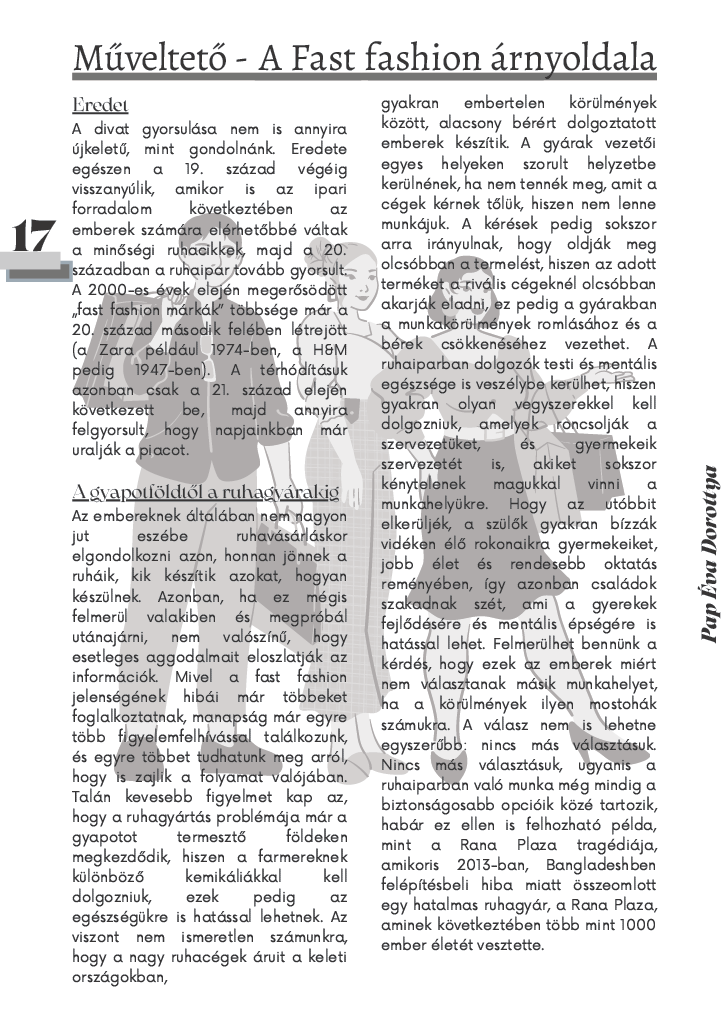 Műveltető - A Fast fashion árnyoldala
Eredet
A divat gyorsulása nem is annyira
újkeletű, mint gondolnánk. Eredete
egészen a 19. század végéig
visszanyúlik, amikor is az ipari
forradalom következtében az
emberek számára elérhetőbbé váltak
a minőségi ruhacikkek, majd a 20.
században a ruhaipar tovább gyorsult.
A 2000-es évek elején megerősödött
„fast fashion márkák” többsége már a
20. század második felében létrejött
(a Zara például 1974-ben, a H&M
pedig 1947-ben). A térhódításuk
azonban csak a 21. század elején
következett be, majd annyira
felgyorsult, hogy napjainkban már
uralják a piacot.
A gyapotföldtől a ruhagyárakig
Az embereknek általában nem nagyon
jut eszébe ruhavásárláskor
elgondolkozni azon, honnan jönnek a
ruháik, kik készítik azokat, hogyan
készülnek. Azonban, ha ez mégis
felmerül valakiben és megpróbál
utánajárni, nem valószínű, hogy
esetleges aggodalmait eloszlatják az
információk. Mivel a fast fashion
jelenségének hibái már többeket
foglalkoztatnak, manapság már egyre
több figyelemfelhívással találkozunk,
és egyre többet tudhatunk meg arról,
hogy is zajlik a folyamat valójában.
Talán kevesebb figyelmet kap az,
hogy a ruhagyártás problémája már a
gyapotot termesztő földeken
megkezdődik, hiszen a farmereknek
különböző kemikáliákkal kell
dolgozniuk, ezek pedig az
egészségükre is hatással lehetnek. Az
viszont nem ismeretlen számunkra,
hogy a nagy ruhacégek áruit a keleti
országokban,
gyakran embertelen körülmények
között, alacsony bérért dolgoztatott
emberek készítik. A gyárak vezetői
egyes helyeken szorult helyzetbe
kerülnének, ha nem tennék meg, amit a
cégek kérnek tőlük, hiszen nem lenne
munkájuk. A kérések pedig sokszor
arra irányulnak, hogy oldják meg
olcsóbban a termelést, hiszen az adott
terméket a rivális cégeknél olcsóbban
akarják eladni, ez pedig a gyárakban
a munkakörülmények romlásához és a
bérek csökkenéséhez vezethet. A
ruhaiparban dolgozók testi és mentális
egészsége is veszélybe kerülhet, hiszen
gyakran olyan vegyszerekkel kell
dolgozniuk, amelyek roncsolják a
szervezetüket, és gyermekeik
szervezetét is, akiket sokszor
kénytelenek magukkal vinni a
munkahelyükre. Hogy az utóbbit
elkerüljék, a szülők gyakran bízzák
vidéken élő rokonaikra gyermekeiket,
jobb élet és rendesebb oktatás
reményében, így azonban családok
szakadnak szét, ami a gyerekek
fejlődésére és mentális épségére is
hatással lehet. Felmerülhet bennünk a
kérdés, hogy ezek az emberek miért
nem választanak másik munkahelyet,
ha a körülmények ilyen mostohák
számukra. A válasz nem is lehetne
egyszerűbb: nincs más választásuk.
Nincs más választásuk, ugyanis a
ruhaiparban való munka még mindig a
biztonságosabb opcióik közé tartozik,
habár ez ellen is felhozható példa,
mint a Rana Plaza tragédiája,
amikoris 2013-ban, Bangladeshben
felépítésbeli hiba miatt összeomlott
egy hatalmas ruhagyár, a Rana Plaza,
aminek következtében több mint 1000
ember életét vesztette.
17
Pap Éva Dorottya